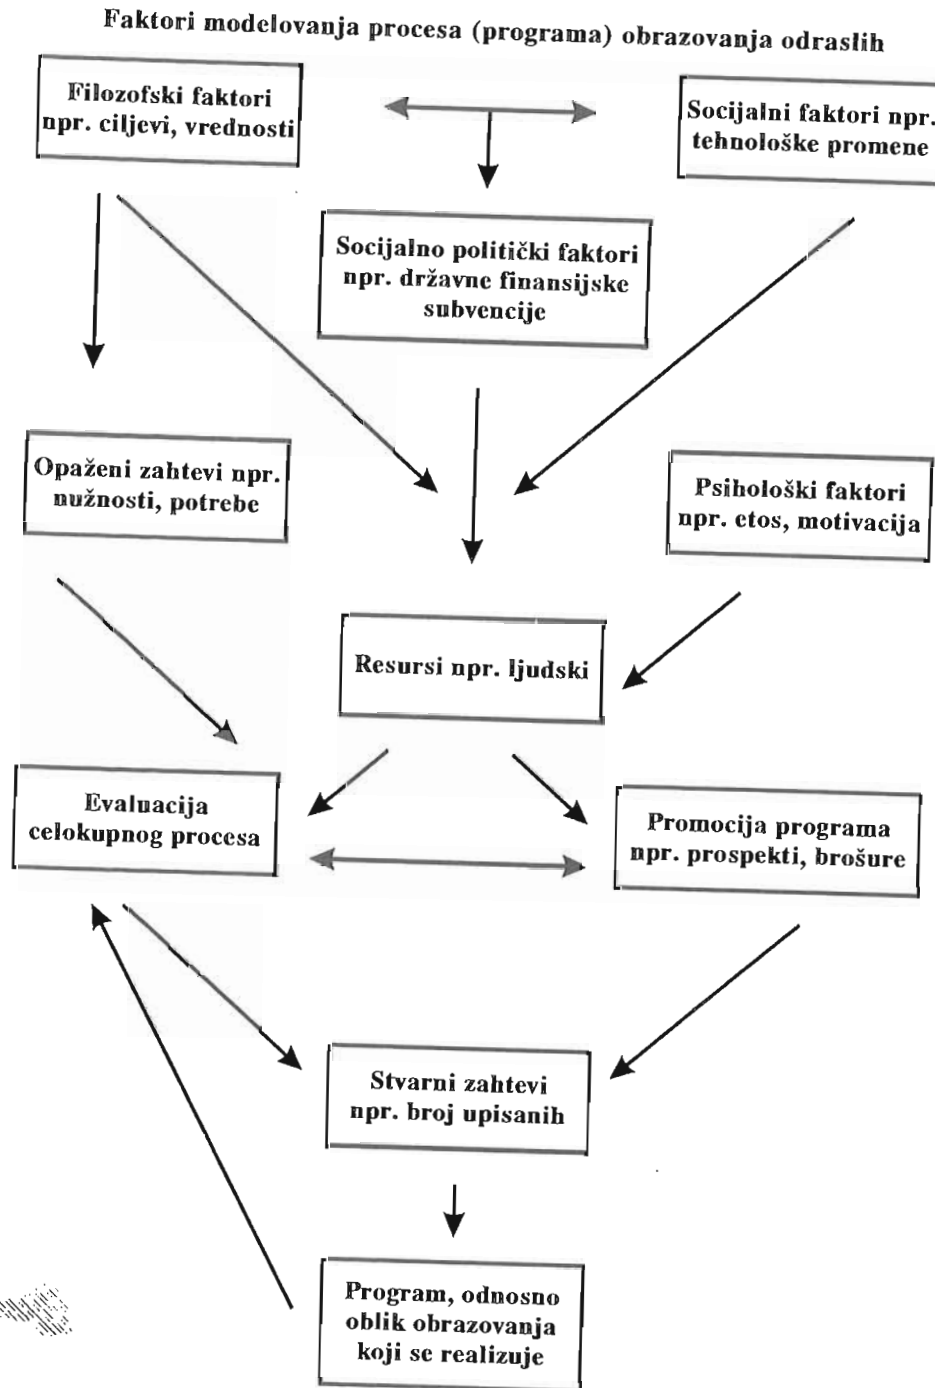 Faktori modelovanja procesa (programa) obrazovanja odraslih
Filozofski faktori
npr. ciljevi, vrednosti
Socijalni faktori npr.
tehnološke promene
Socijalno politički faktori
npr. državne finansijske
subvencije
Opaženi zahtevi npr.
nužnosti, potrebe
Psihološki faktori
npr. etos, motivacija
Resursi npr. ljudski
Evaluacija
celokupnog procesa
Promocija programa
npr. prospekti, brošure
Stvarni zahtevi
npr. broj upisanih
Program, odnosno
oblik obrazovanja
koji se realizuje